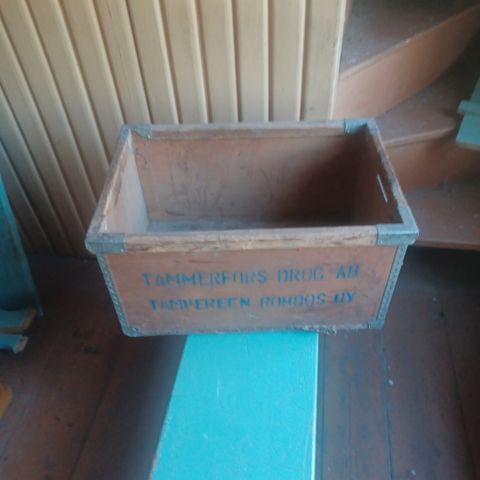 TAMMERFORS DROG AB
TAMPEREEN ROHDOS OY